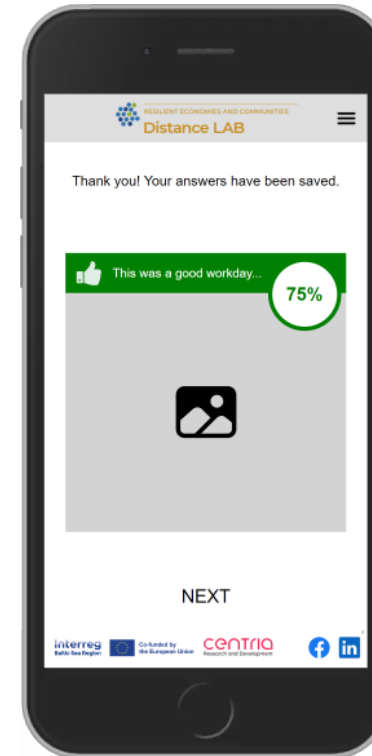 RESILIENT ECONOMIES AND COMMUNITIES
Distance LAB
Thank you! Your answers have been saved.
This was a good workday...
75%
NEXT
interreg
Baltic Sea Region
Co-funded by
the European Union
CENTRIA
Research and Development
f
in